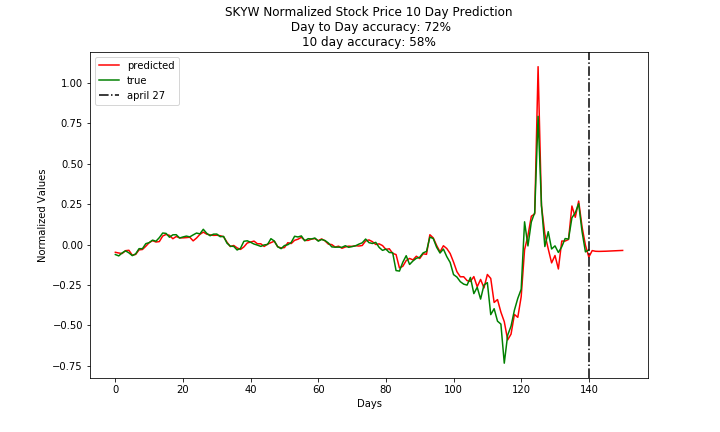 SKYW Normalized Stock Price 10 Day Prediction
Day to Day accuracy: 72%
10 day accuracy: 58%
predicted
true
april 27
1.00
0.75
0.50
0.25
0.00
−0.25
−0.50
−0.75
Normalized Values
0 20 40 60 80 100 120 140
Days